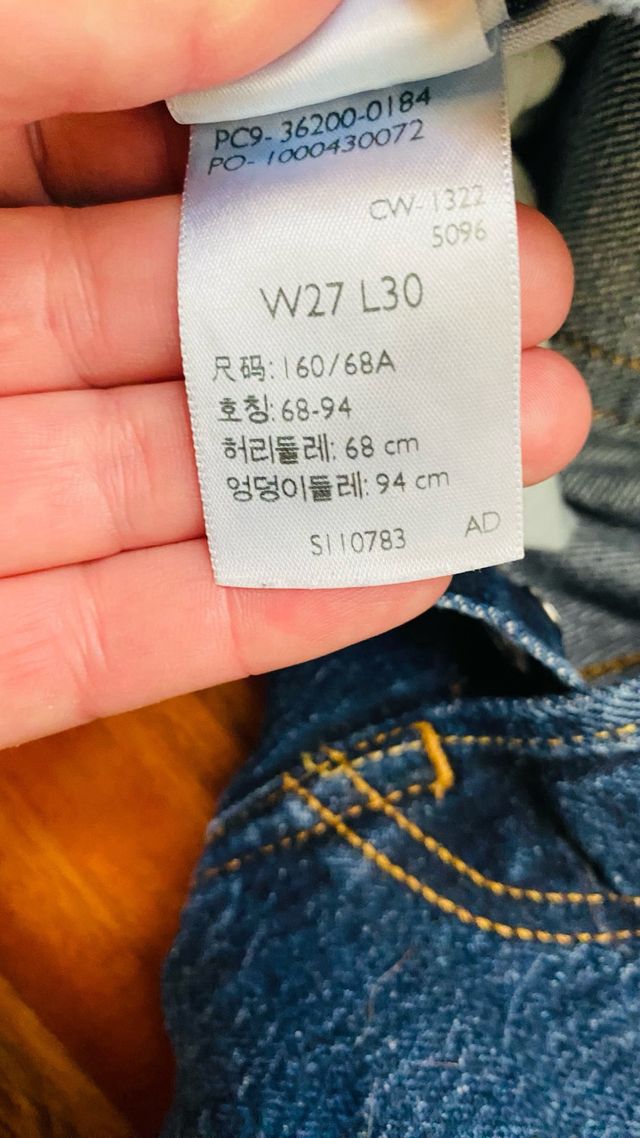 PC9-36200-0184
PO-1000430072
CW-1322
5096
W27 L30
尺码:160/68A
호칭:68-94
허리둘레: 68 cm
엉덩이둘레: 94 cm
S110783
AD